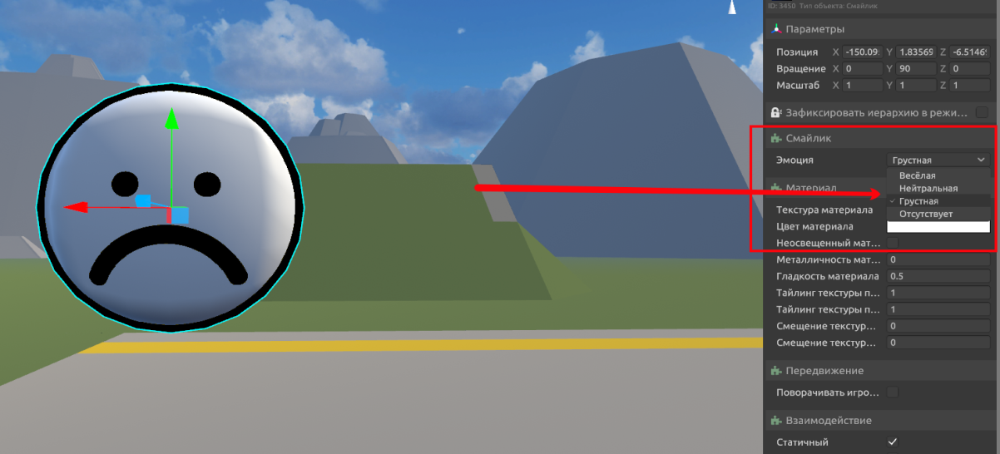 ID: 3450 Тип объекта: Смайлик
Параметры
Позиция X -150.09 Y 1.83569 Z -6.5146
Вращение X 0 Y 90 Z 0
Масштаб X 1 Y 1 Z 1
Зафиксировать иерархию в режи...
Смайлик
Эмоция Грустная
Весёлая
Материал Нейтральная
✓ Грустная
Текстура материала Отсутствует
Цвет материала
Неосвещенный мат...
Металличность мат... 0
Гладкость материала 0.5
Тайлинг текстуры п... 1
Тайлинг текстуры п... 1
Смещение текстур... 0
Смещение текстур... 0
Передвижение
Поворачивать игро...
Взаимодействие
Статичный ✓